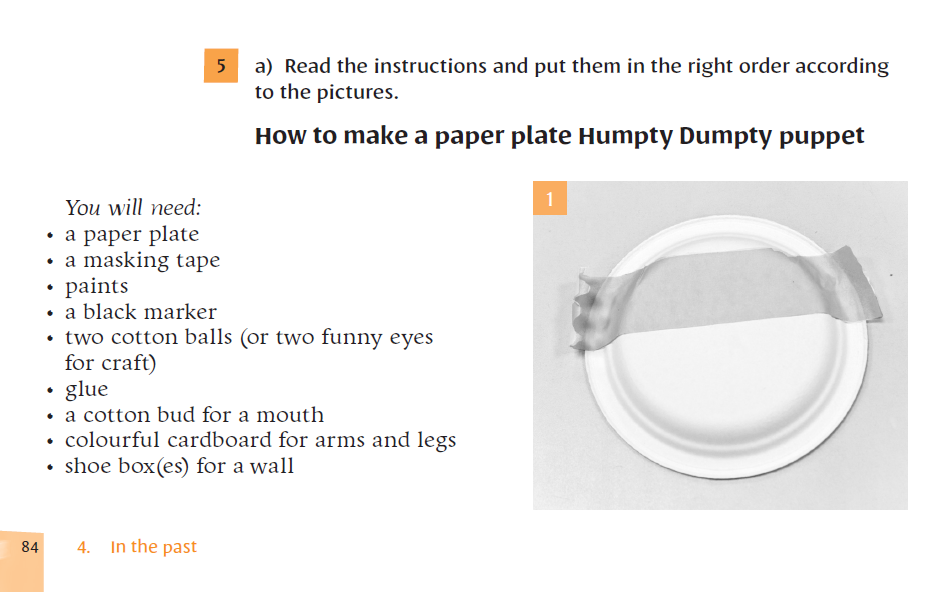 5 a) Read the instructions and put them in the right order according
to the pictures.
How to make a paper plate Humpty Dumpty puppet
You will need:
• a paper plate
• a masking tape
• paints
• a black marker
• two cotton balls (or two funny eyes
for craft)
• glue
• a cotton bud for a mouth
• colourful cardboard for arms and legs
• shoe box(es) for a wall
1
84 4. In the past